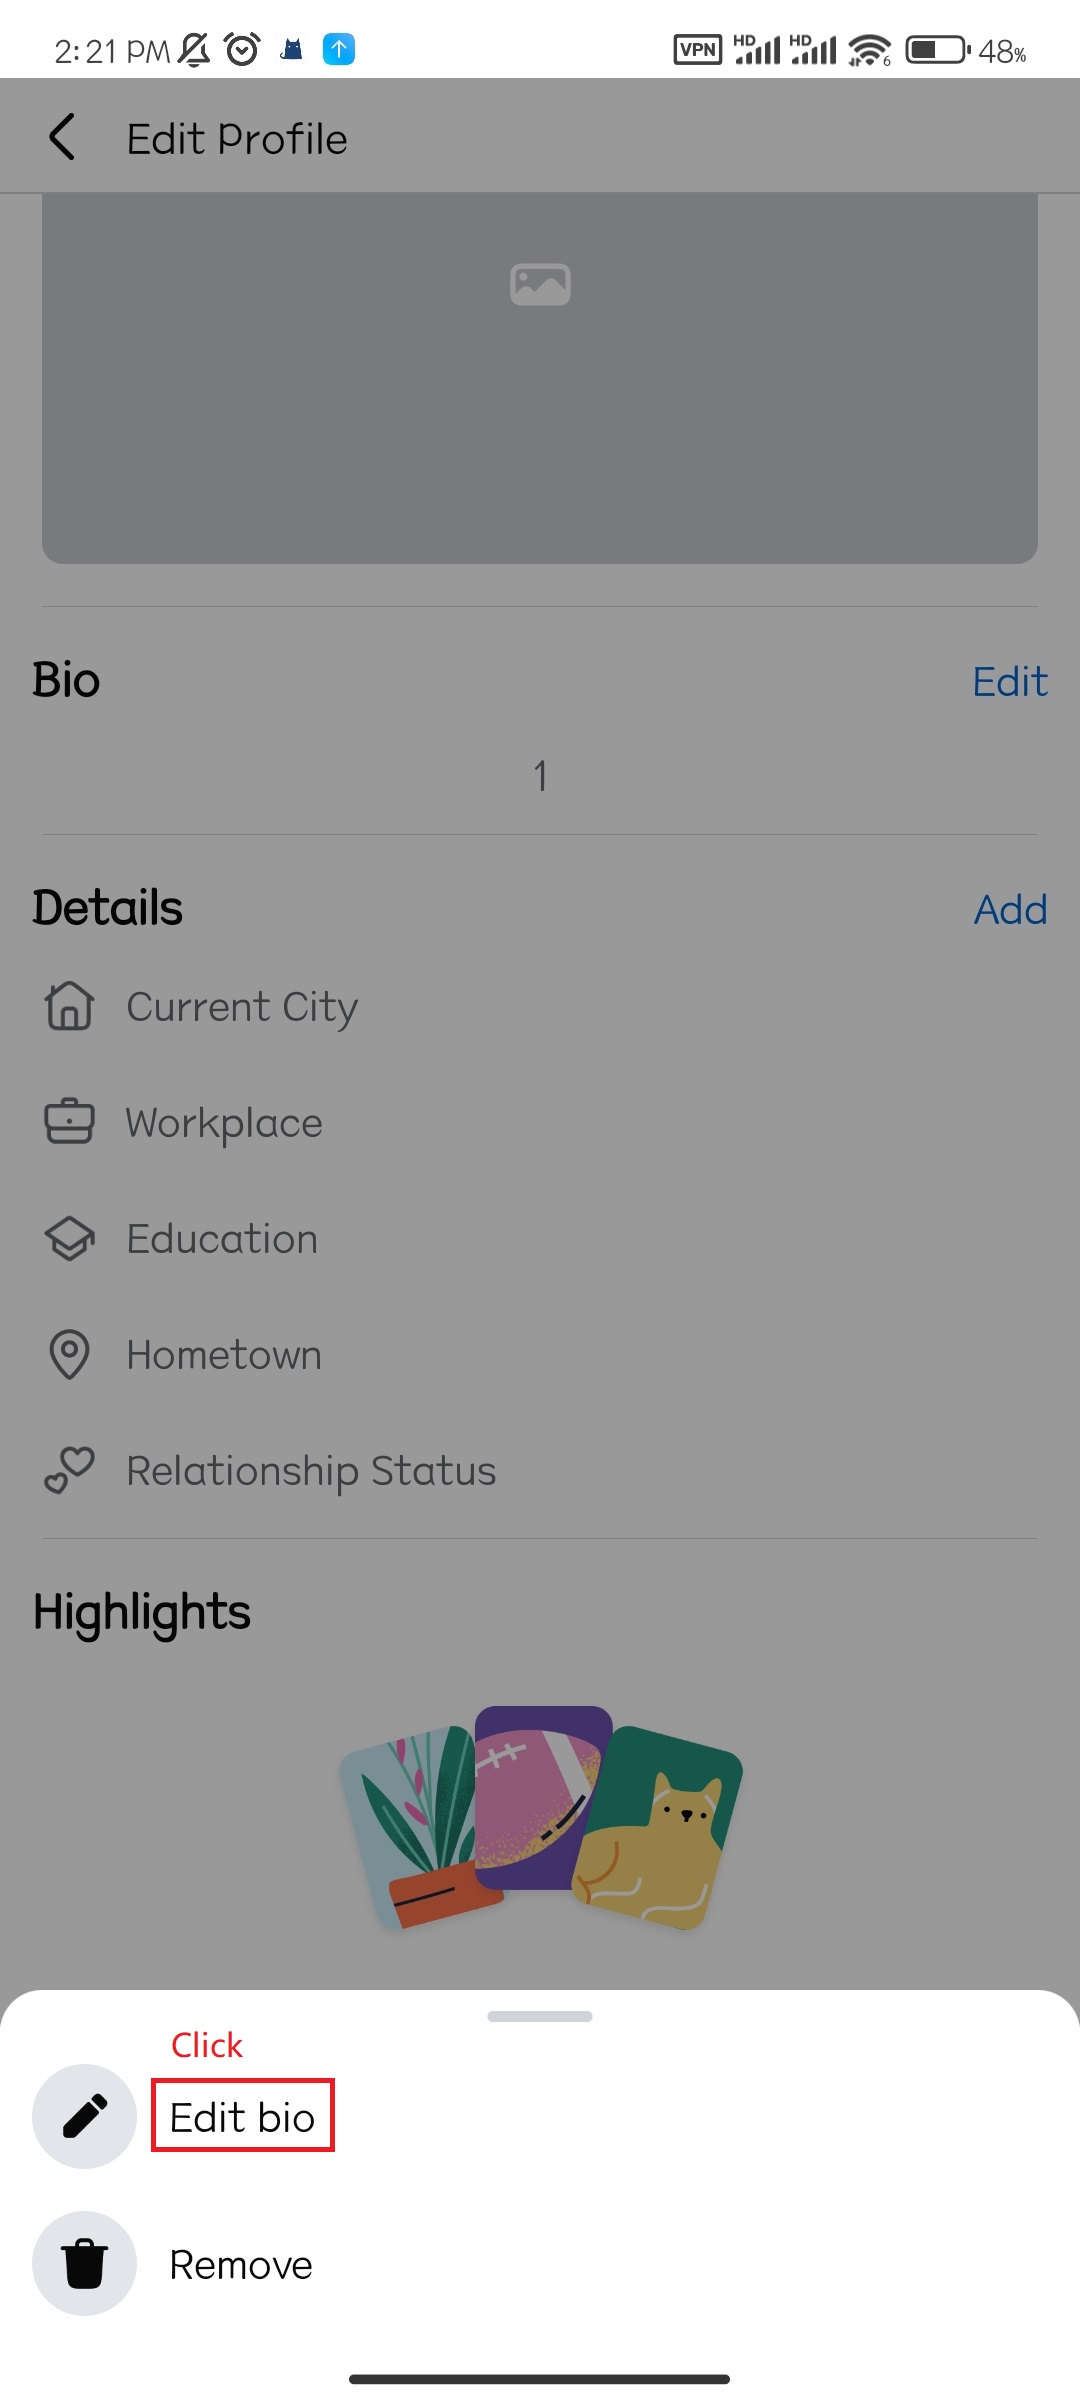 2:21 PM VPN HD HD 6 48%
Edit Profile
Bio Edit
1
Details Add
Current City
Workplace
Education
Hometown
Relationship Status
Highlights
Click
Edit bio
Remove